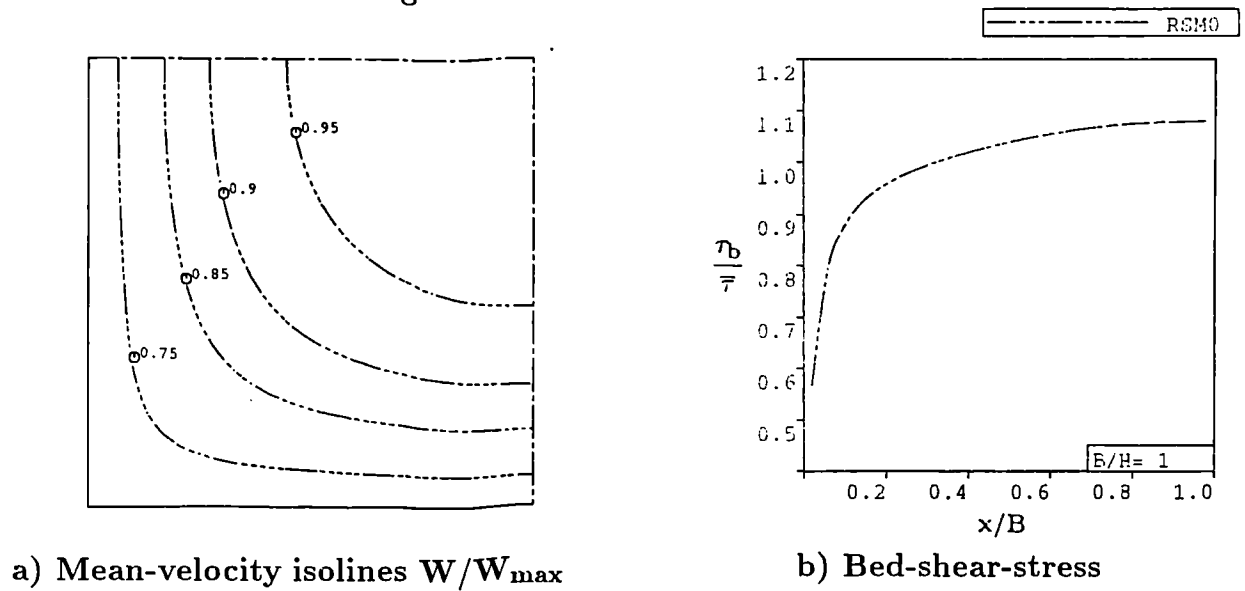 RSM0
0.95
0.9
0.85
0.75
1.2
1.1
1.0
0.9
0.8
0.7
0.6
0.5
τb
τ̿
B/H= 1
0.2 0.4 0.6 0.8 1.0
x/B
a) Mean-velocity isolines W/Wmax
b) Bed-shear-stress